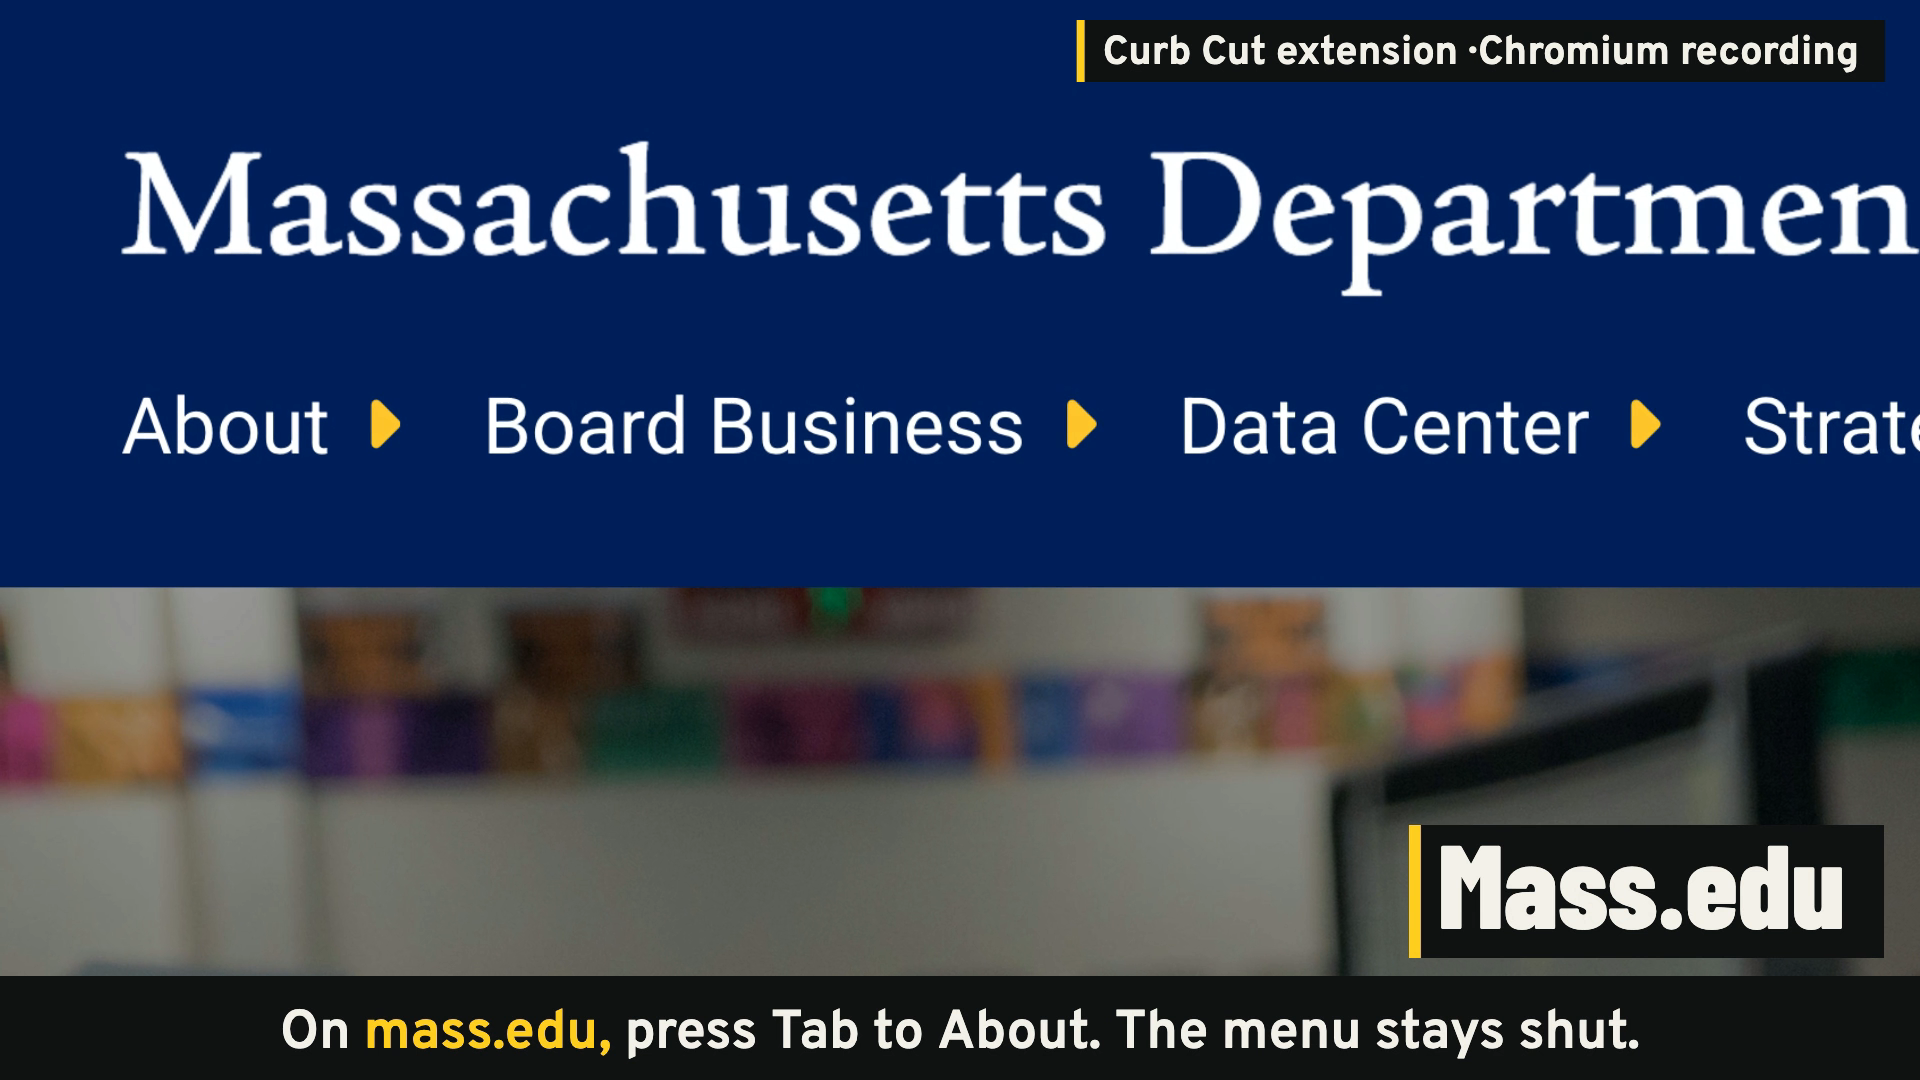 Curb Cut extension ·Chromium recording
Massachusetts Departmen
About Board Business Data Center Strate
Mass.edu
On mass.edu, press Tab to About. The menu stays shut.